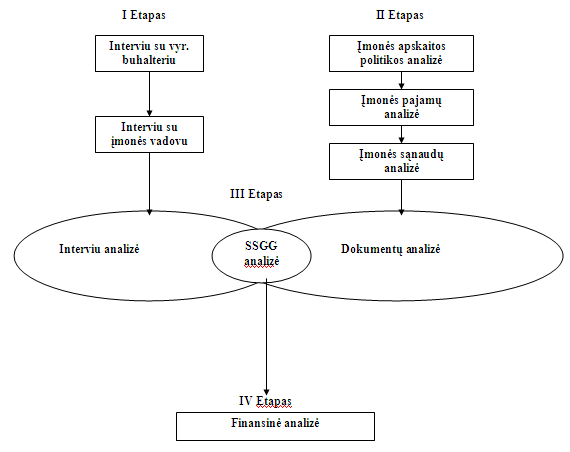 I Etapas
II Etapas
Interviu su vyr.
buhalteriu
Įmonės apskaitos
politikos analizė
Įmonės pajamų
analizė
Interviu su
įmonės vadovu
Įmonės sąnaudų
analizė
III Etapas
Interviu analizė
SSGG
analizė
Dokumentų analizė
IV Etapas
Finansinė analizė